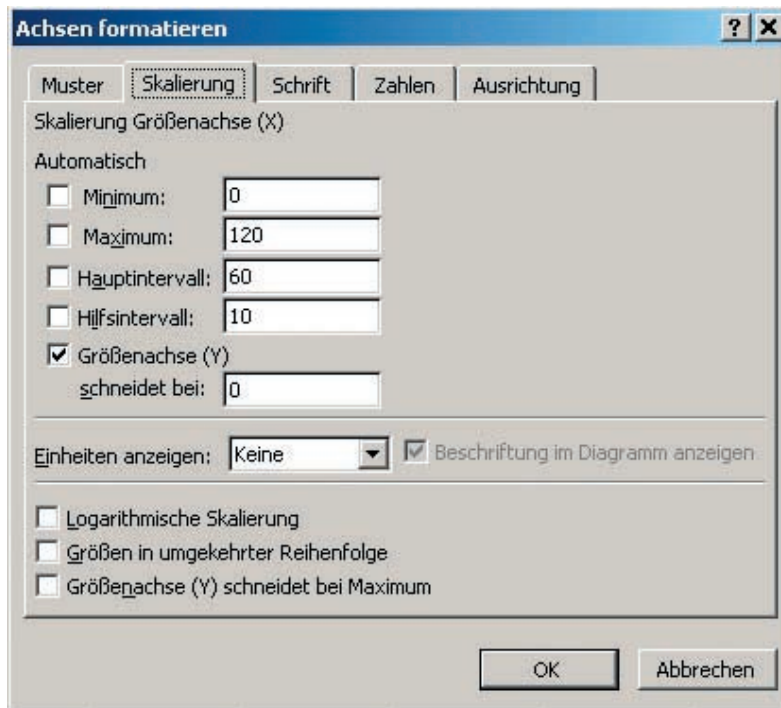 Achsen formatieren
Muster Skalierung Schrift Zahlen Ausrichtung
Skalierung Größenachse (X)
Automatisch
Minimum: 0
Maximum: 120
Hauptintervall: 60
Hilfsintervall: 10
Größenachse (Y)
schneidet bei: 0
Einheiten anzeigen: Keine Beschriftung im Diagramm anzeigen
Logarithmische Skalierung
Größen in umgekehrter Reihenfolge
Größenachse (Y) schneidet bei Maximum
OK Abbrechen